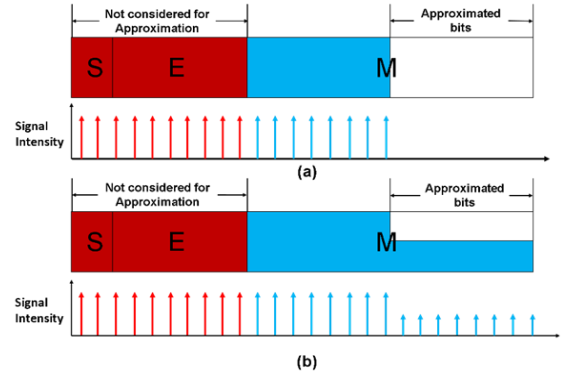 Not considered for
Approximation
Approximated
bits
S
E
M
Signal
Intensity
(a)
Not considered for
Approximation
Approximated
bits
S
E
M
Signal
Intensity
(b)